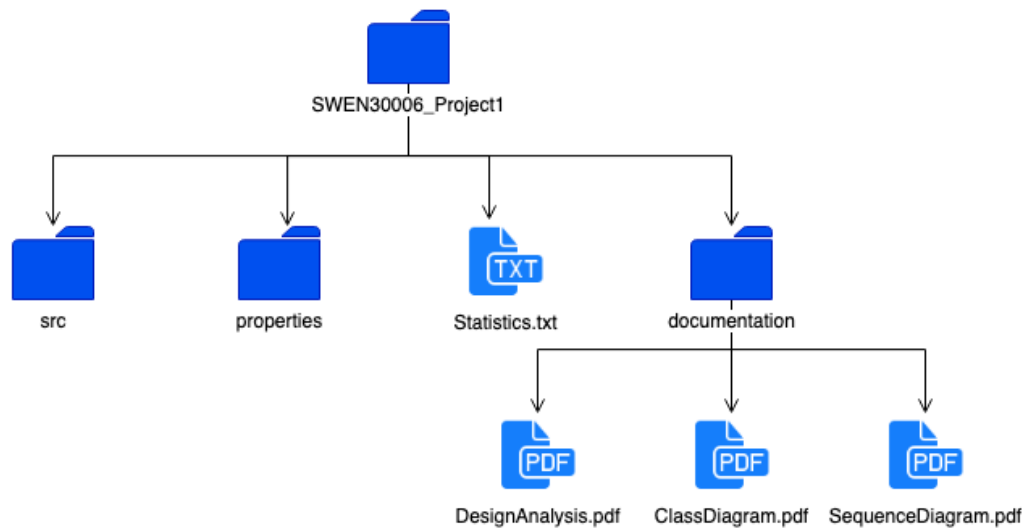 SWEN30006_Project1
src
properties
TXT
Statistics.txt
documentation
PDF
DesignAnalysis.pdf
PDF
ClassDiagram.pdf
PDF
SequenceDiagram.pdf